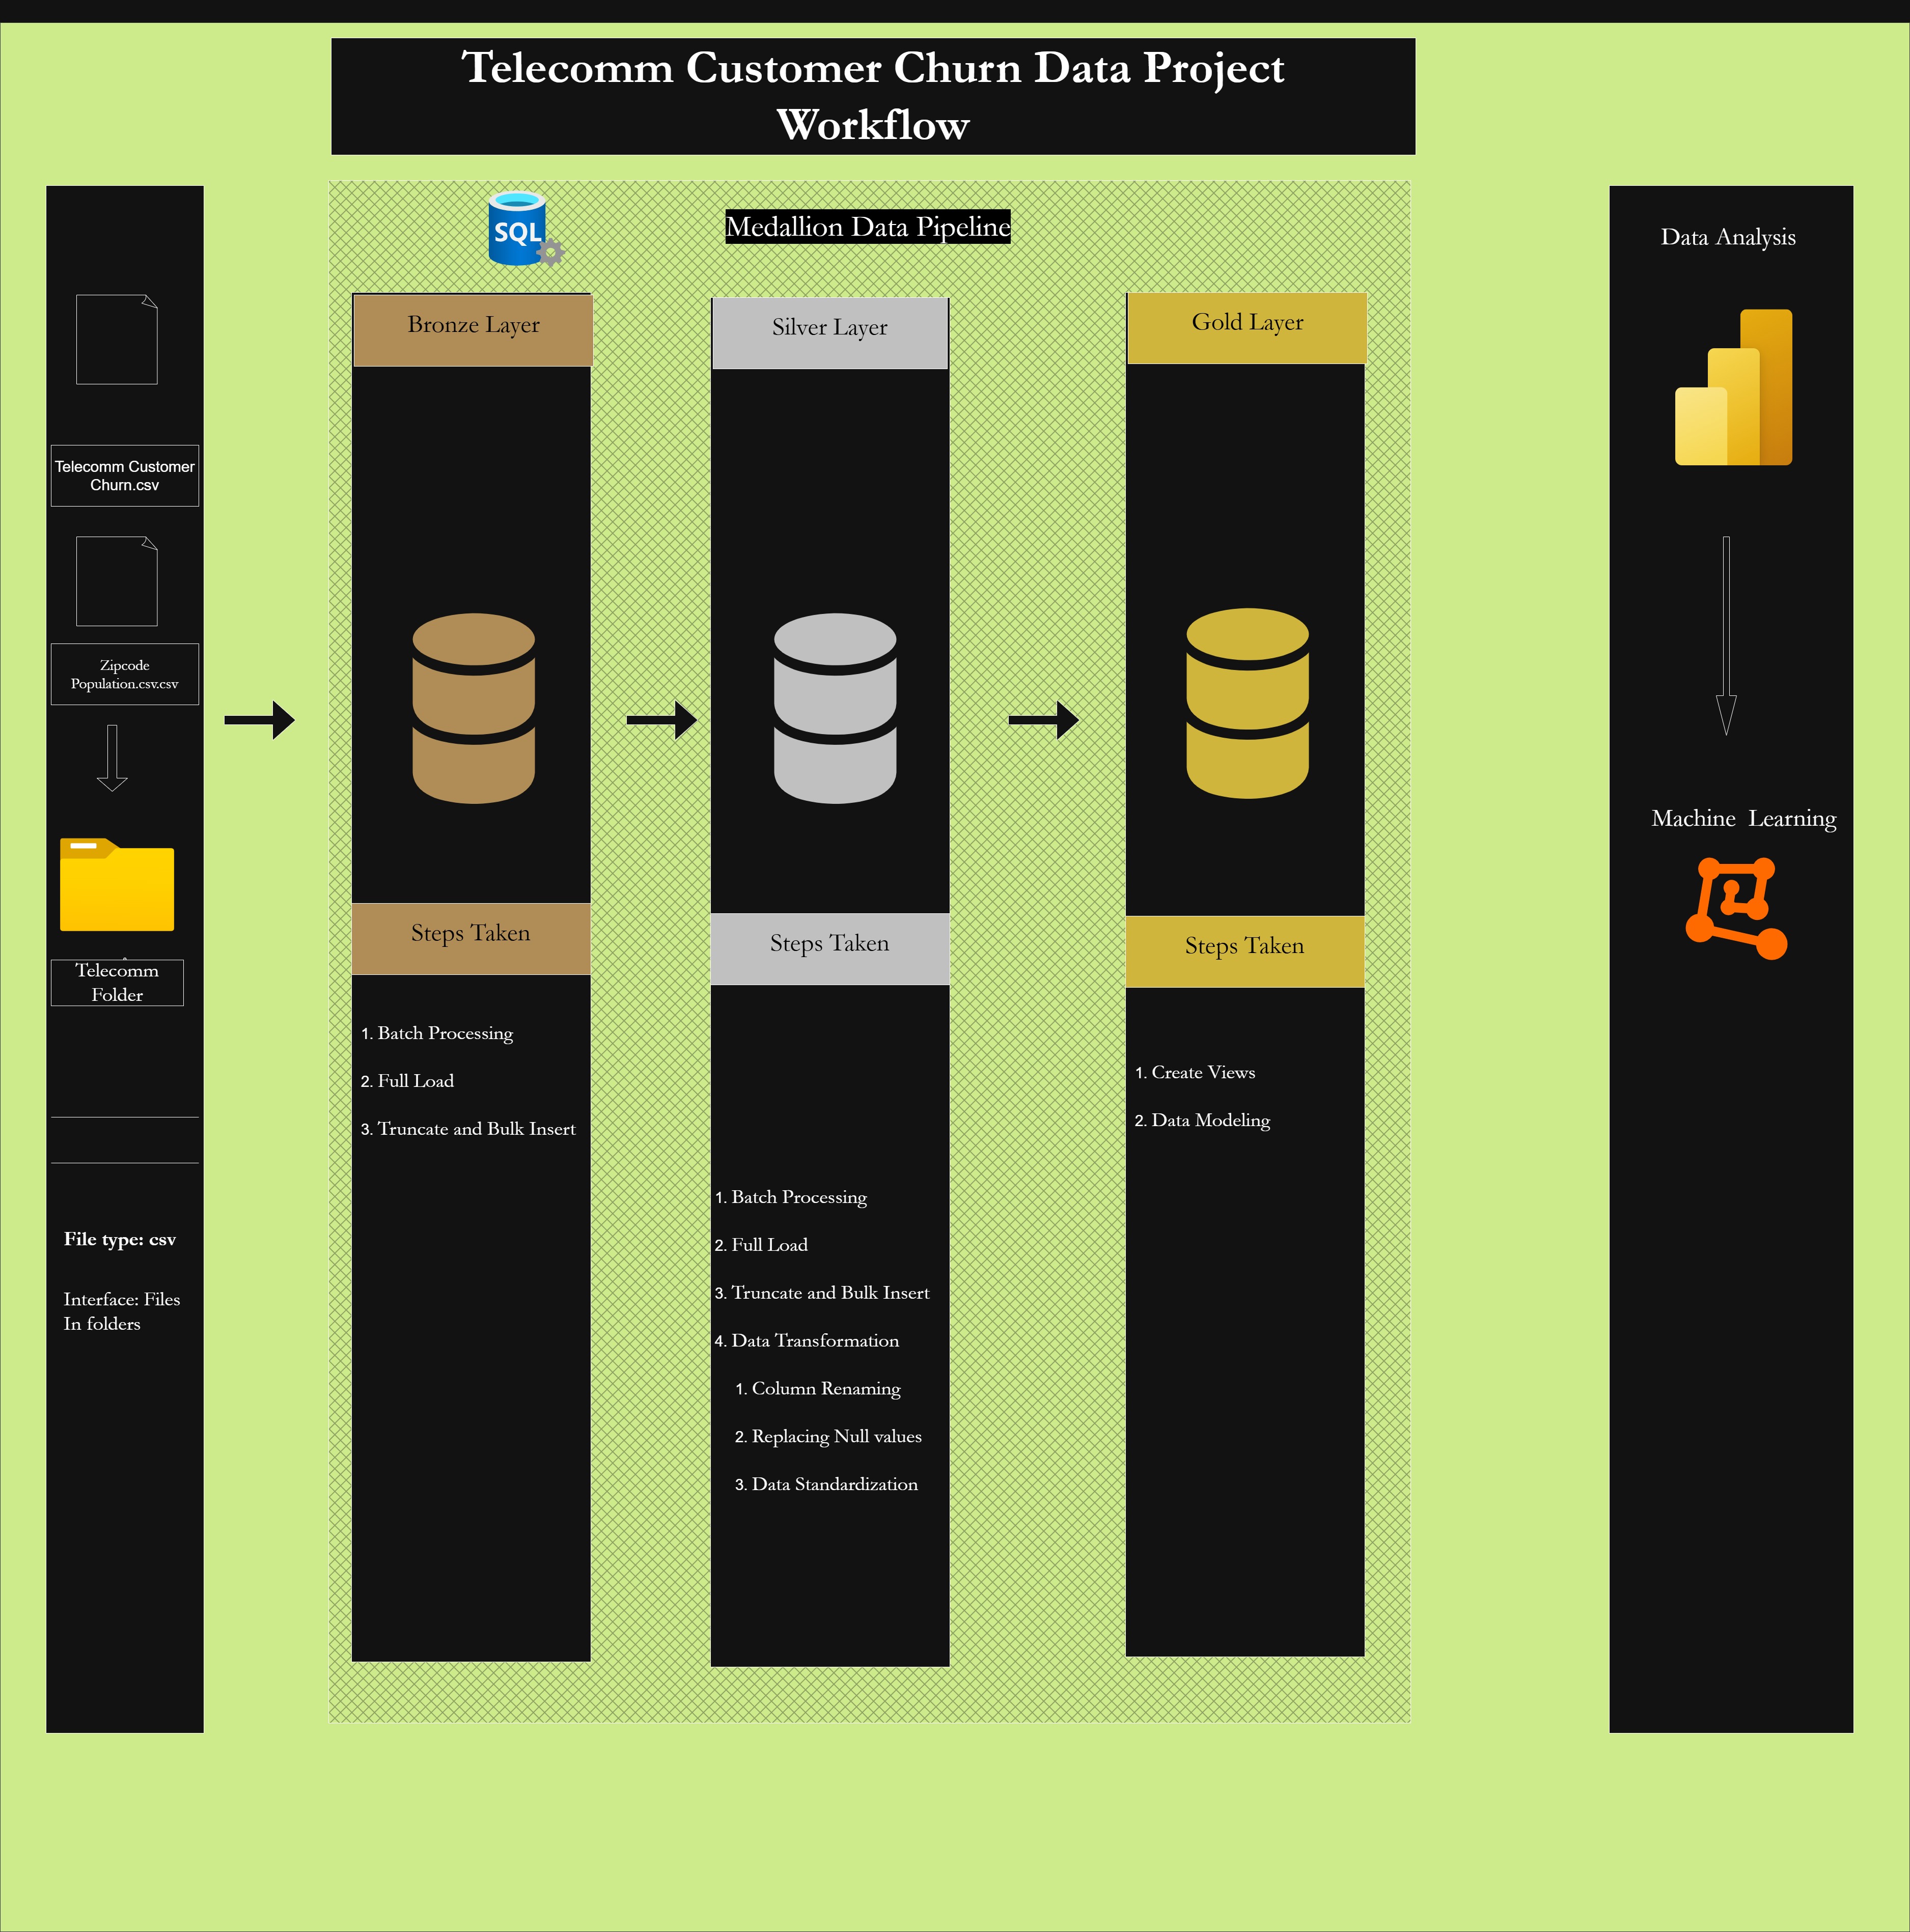 Telecomm Customer Churn Data Project
Workflow
Telecomm Customer
Churn.csv
Zipcode
Population.csv.csv
Telecomm
Folder
File type: csv
Interface: Files
In folders
SQL
Medallion Data Pipeline
Bronze Layer
Steps Taken
1. Batch Processing
2. Full Load
3. Truncate and Bulk Insert
Silver Layer
Steps Taken
1. Batch Processing
2. Full Load
3. Truncate and Bulk Insert
4. Data Transformation
1. Column Renaming
2. Replacing Null values
3. Data Standardization
Gold Layer
Steps Taken
1. Create Views
2. Data Modeling
Data Analysis
Machine  Learning